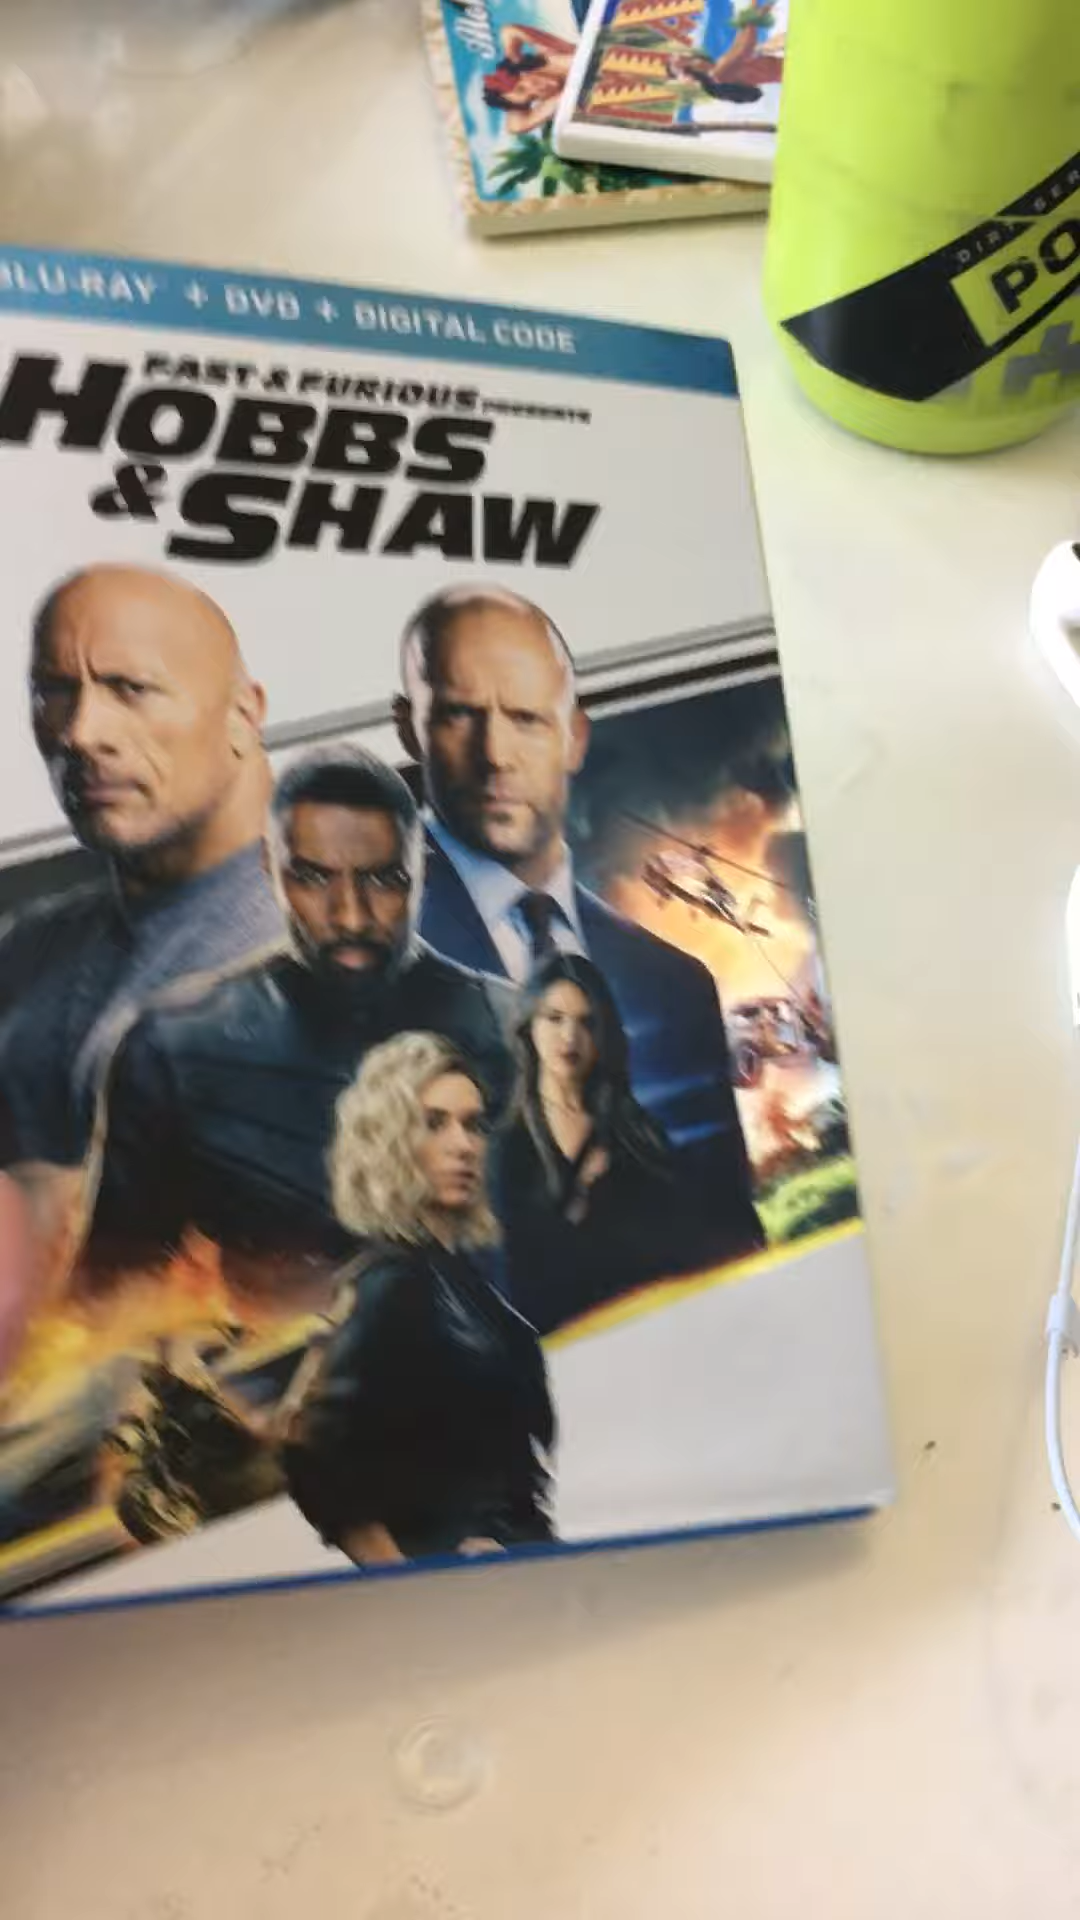 BLU-RAY + DVD + DIGITAL CODE
FAST & FURIOUS PRESENTS
HOBBS
& SHAW
PO